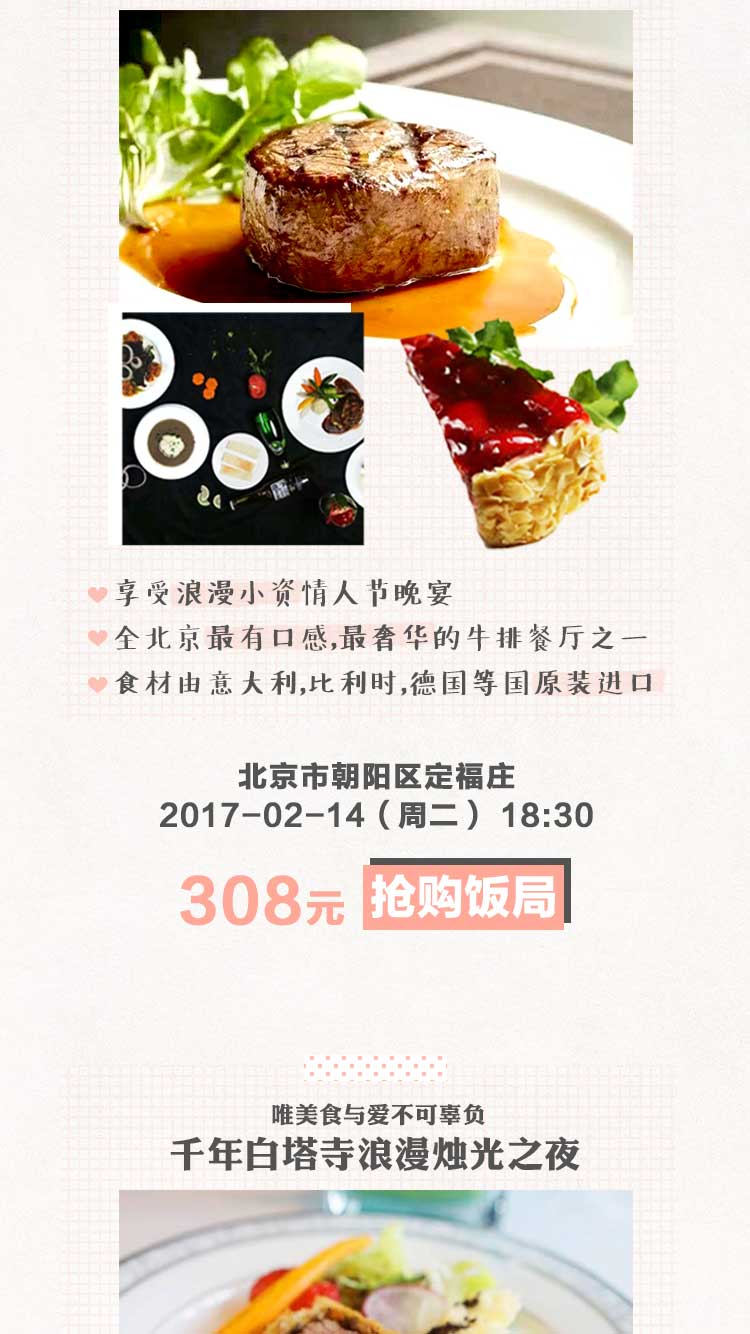 享受浪漫小资情人节晚宴
全北京最有口感,最奢华的牛排餐厅之一
食材由意大利,比利时,德国等国原装进口
北京市朝阳区定福庄
2017-02-14（周二） 18:30
308元 抢购饭局
唯美食与爱不可辜负
千年白塔寺浪漫烛光之夜